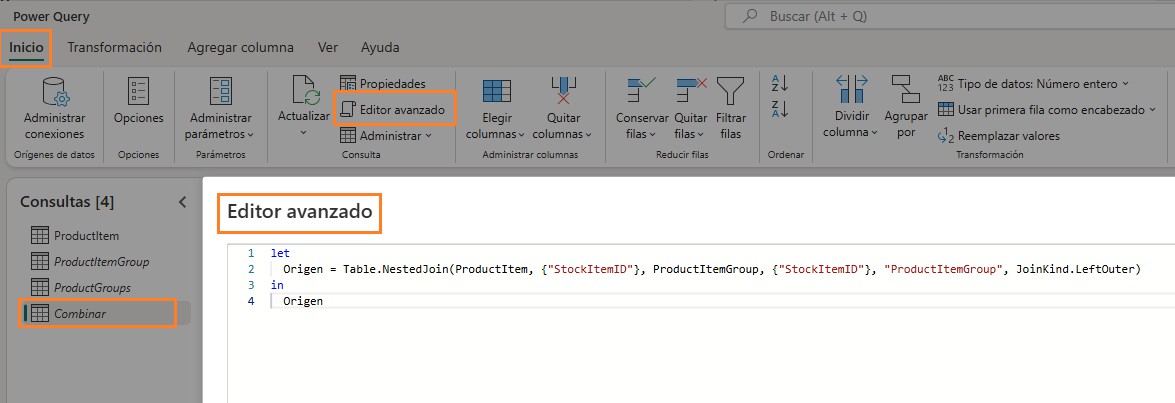 Power Query
Buscar (Alt + Q)
Inicio Transformación Agregar columna Ver Ayuda
Administrar conexiones
Orígenes de datos
Opciones
Opciones
Administrar parámetros
Parámetros
Actualizar
Propiedades
Editor avanzado
Administrar
Consulta
Elegir columnas
Quitar columnas
Administrar columnas
Conservar filas
Quitar filas
Filtrar filas
Reducir filas
A
Z
Z
A
Ordenar
Dividir columna
Agrupar por
ABC
123
Tipo de datos: Número entero
Usar primera fila como encabezado
1
2
Reemplazar valores
Transformación
Consultas [4]
ProductItem
ProductItemGroup
ProductGroups
Combinar
Editor avanzado
1 let
2 Origen = Table.NestedJoin(ProductItem, {"StockItemID"}, ProductItemGroup, {"StockItemID"}, "ProductItemGroup", JoinKind.LeftOuter)
3 in
4 Origen